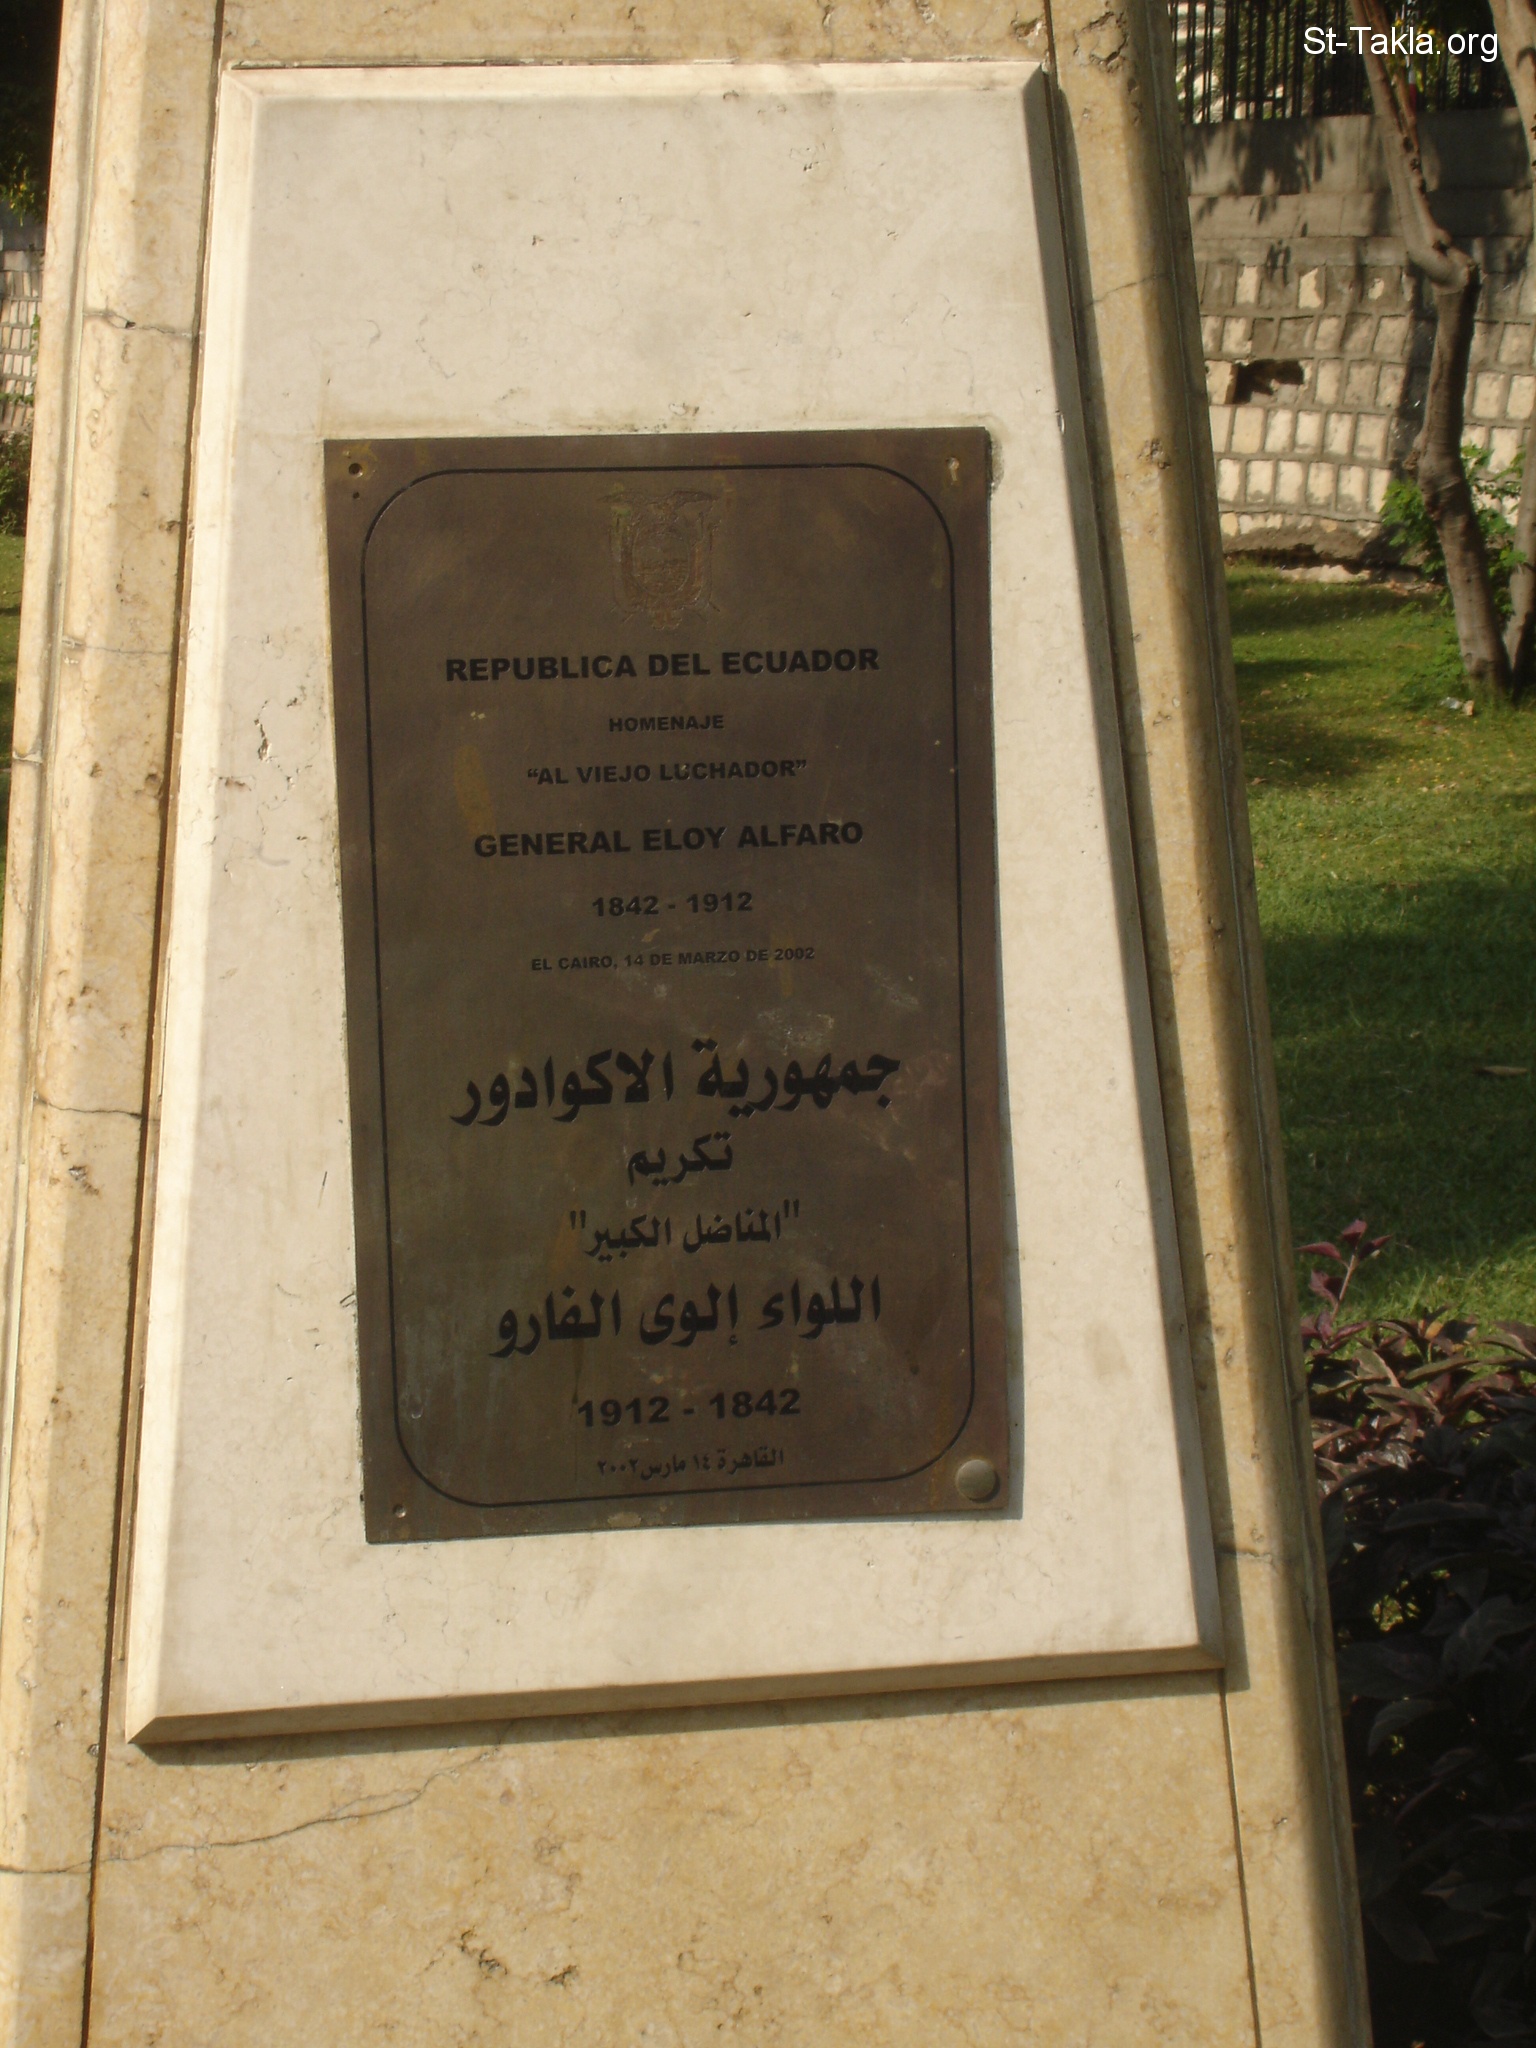 St-Takla.org
REPUBLICA DEL ECUADOR
HOMENAJE
“AL VIEJO LUCHADOR”
GENERAL ELOY ALFARO
1842 - 1912
EL CAIRO, 14 DE MARZO DE 2002
جمهورية الاكوادور
تكريم
"المناضل الكبير"
اللواء إلوى الفارو
1912 - 1842
القاهرة ١٤ مارس٢٠٠٢